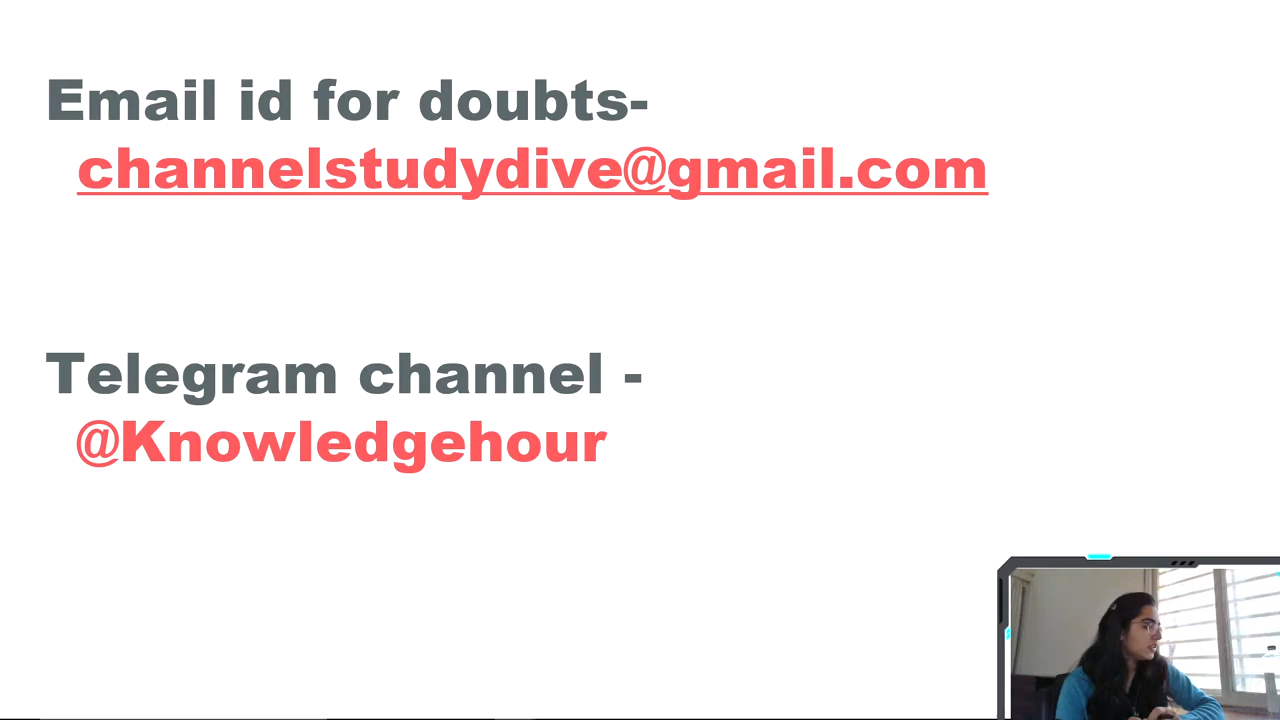 Email id for doubts-
channelstudydive@gmail.com
Telegram channel -
@Knowledgehour